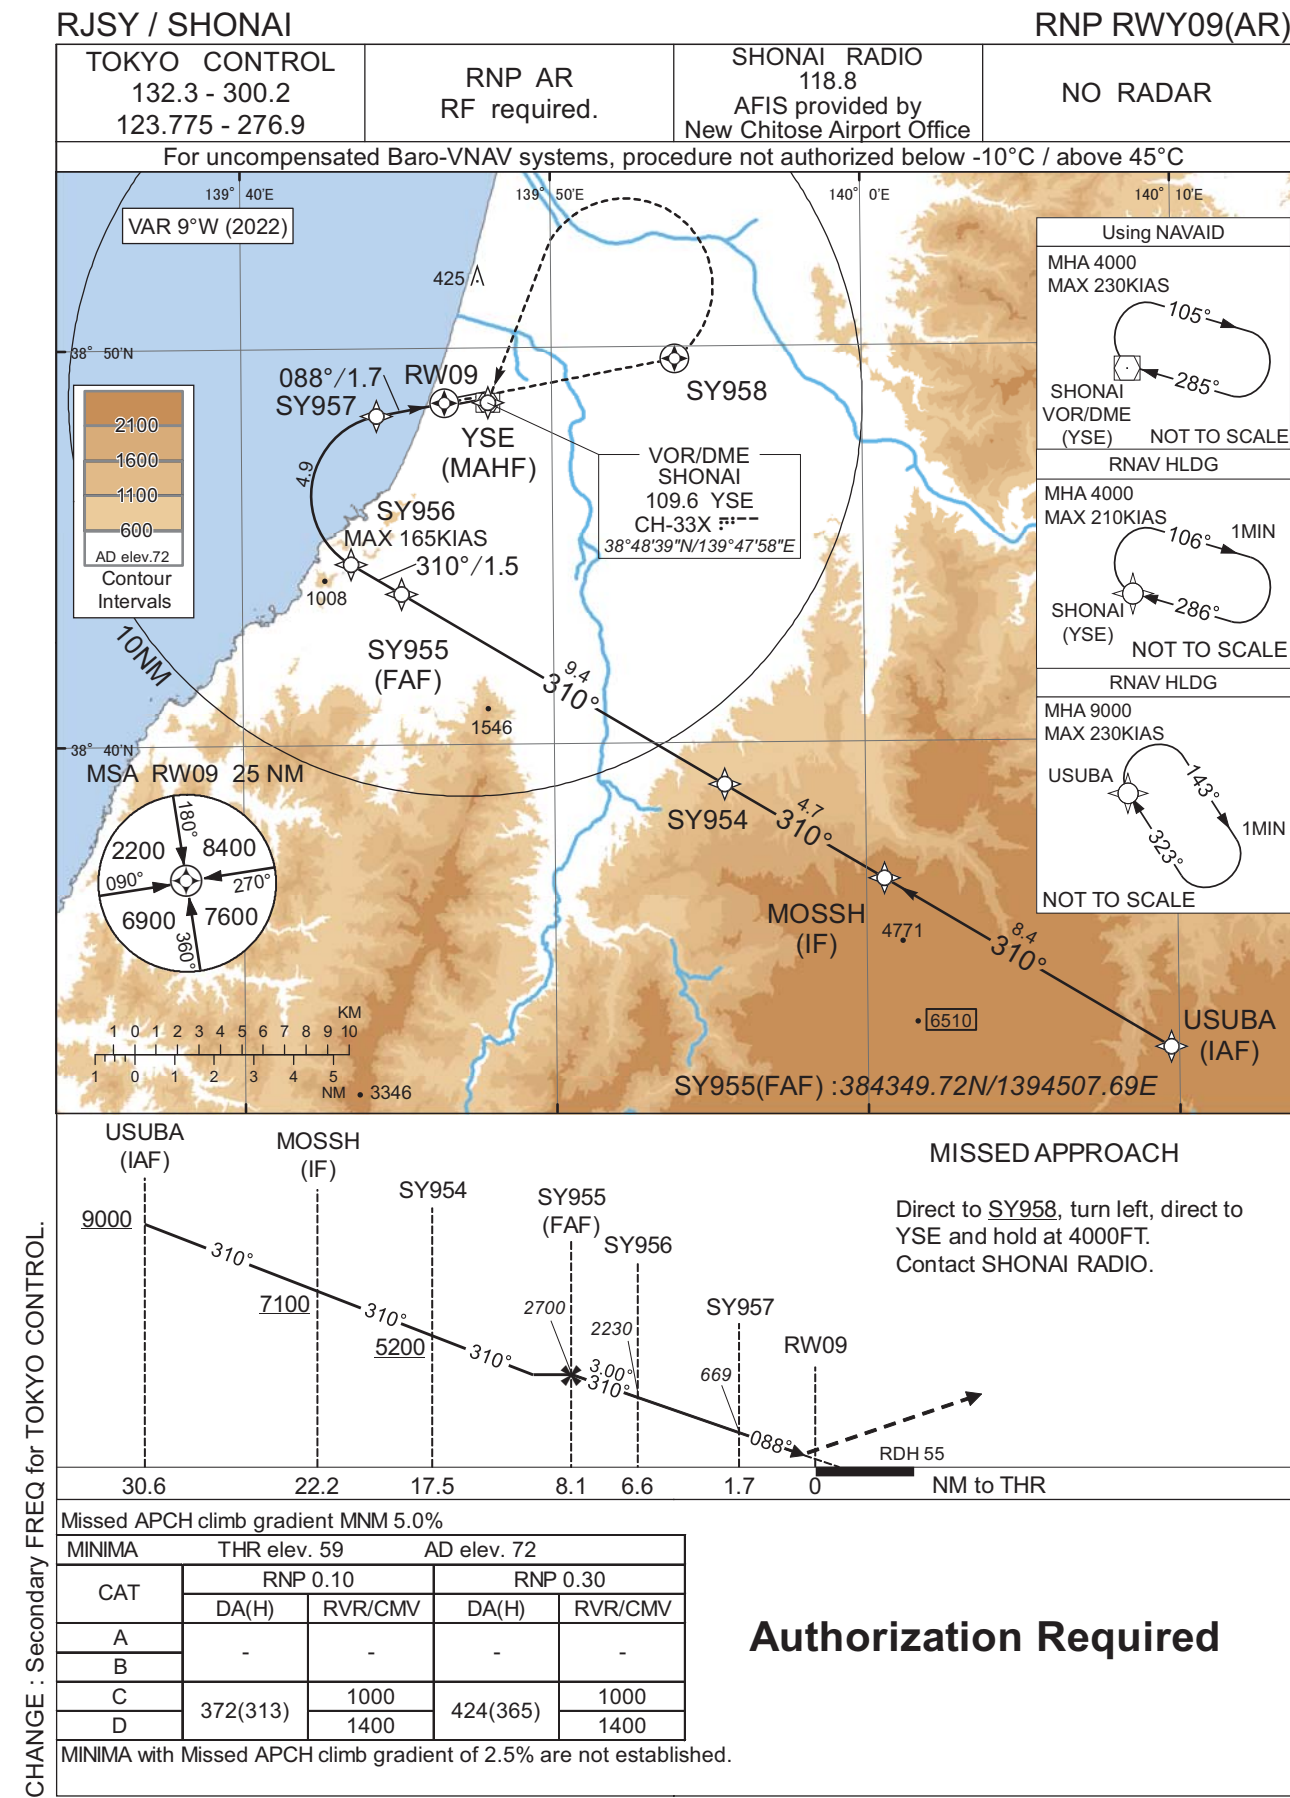 RJSY / SHONAI
RNP RWY09(AR)
TOKYO CONTROL
132.3 - 300.2
123.775 - 276.9
RNP AR
RF required.
SHONAI RADIO
118.8
AFIS provided by
New Chitose Airport Office
NO RADAR
For uncompensated Baro-VNAV systems, procedure not authorized below -10°C / above 45°C
139° 40'E
139° 50'E
140° 0'E
140° 10'E
VAR 9°W (2022)
425
38° 50'N
088°/1.7
RW09
SY957
SY958
YSE
(MAHF)
4.9
VOR/DME
SHONAI
109.6 YSE
CH-33X
38°48'39"N/139°47'58"E
2100
1600
1100
600
AD elev.72
Contour
Intervals
SY956
MAX 165KIAS
310°/1.5
1008
10NM
SY955
(FAF)
9.4
310°
1546
38° 40'N
SY954
4.7
310°
MOSSH
(IF)
4771
8.4
310°
6510
USUBA
(IAF)
MSA RW09 25 NM
180°
2200
8400
090°
270°
6900
7600
360°
KM
1 0 1 2 3 4 5 6 7 8 9 10
1 0 1 2 3 4 5
NM
3346
SY955(FAF) :384349.72N/1394507.69E
Using NAVAID
MHA 4000
MAX 230KIAS
105°
285°
SHONAI
VOR/DME
(YSE)
NOT TO SCALE
RNAV HLDG
MHA 4000
MAX 210KIAS
106°
1MIN
286°
SHONAI
(YSE)
NOT TO SCALE
RNAV HLDG
MHA 9000
MAX 230KIAS
USUBA
143°
1MIN
323°
NOT TO SCALE
USUBA
(IAF)
MOSSH
(IF)
SY954
SY955
(FAF)
SY956
SY957
RW09
9000
310°
7100
310°
5200
310°
2700
2230
3.00°
310°
669
088°
RDH 55
30.6
22.2
17.5
8.1
6.6
1.7
0
NM to THR
MISSED APPROACH
Direct to SY958, turn left, direct to
YSE and hold at 4000FT.
Contact SHONAI RADIO.
Missed APCH climb gradient MNM 5.0%
MINIMA THR elev. 59 AD elev. 72
CAT RNP 0.10 RNP 0.30
DA(H) RVR/CMV DA(H) RVR/CMV
A - - - -
B
C 372(313) 1000 424(365) 1000
D 1400 1400
MINIMA with Missed APCH climb gradient of 2.5% are not established.
Authorization Required
CHANGE : Secondary FREQ for TOKYO CONTROL.